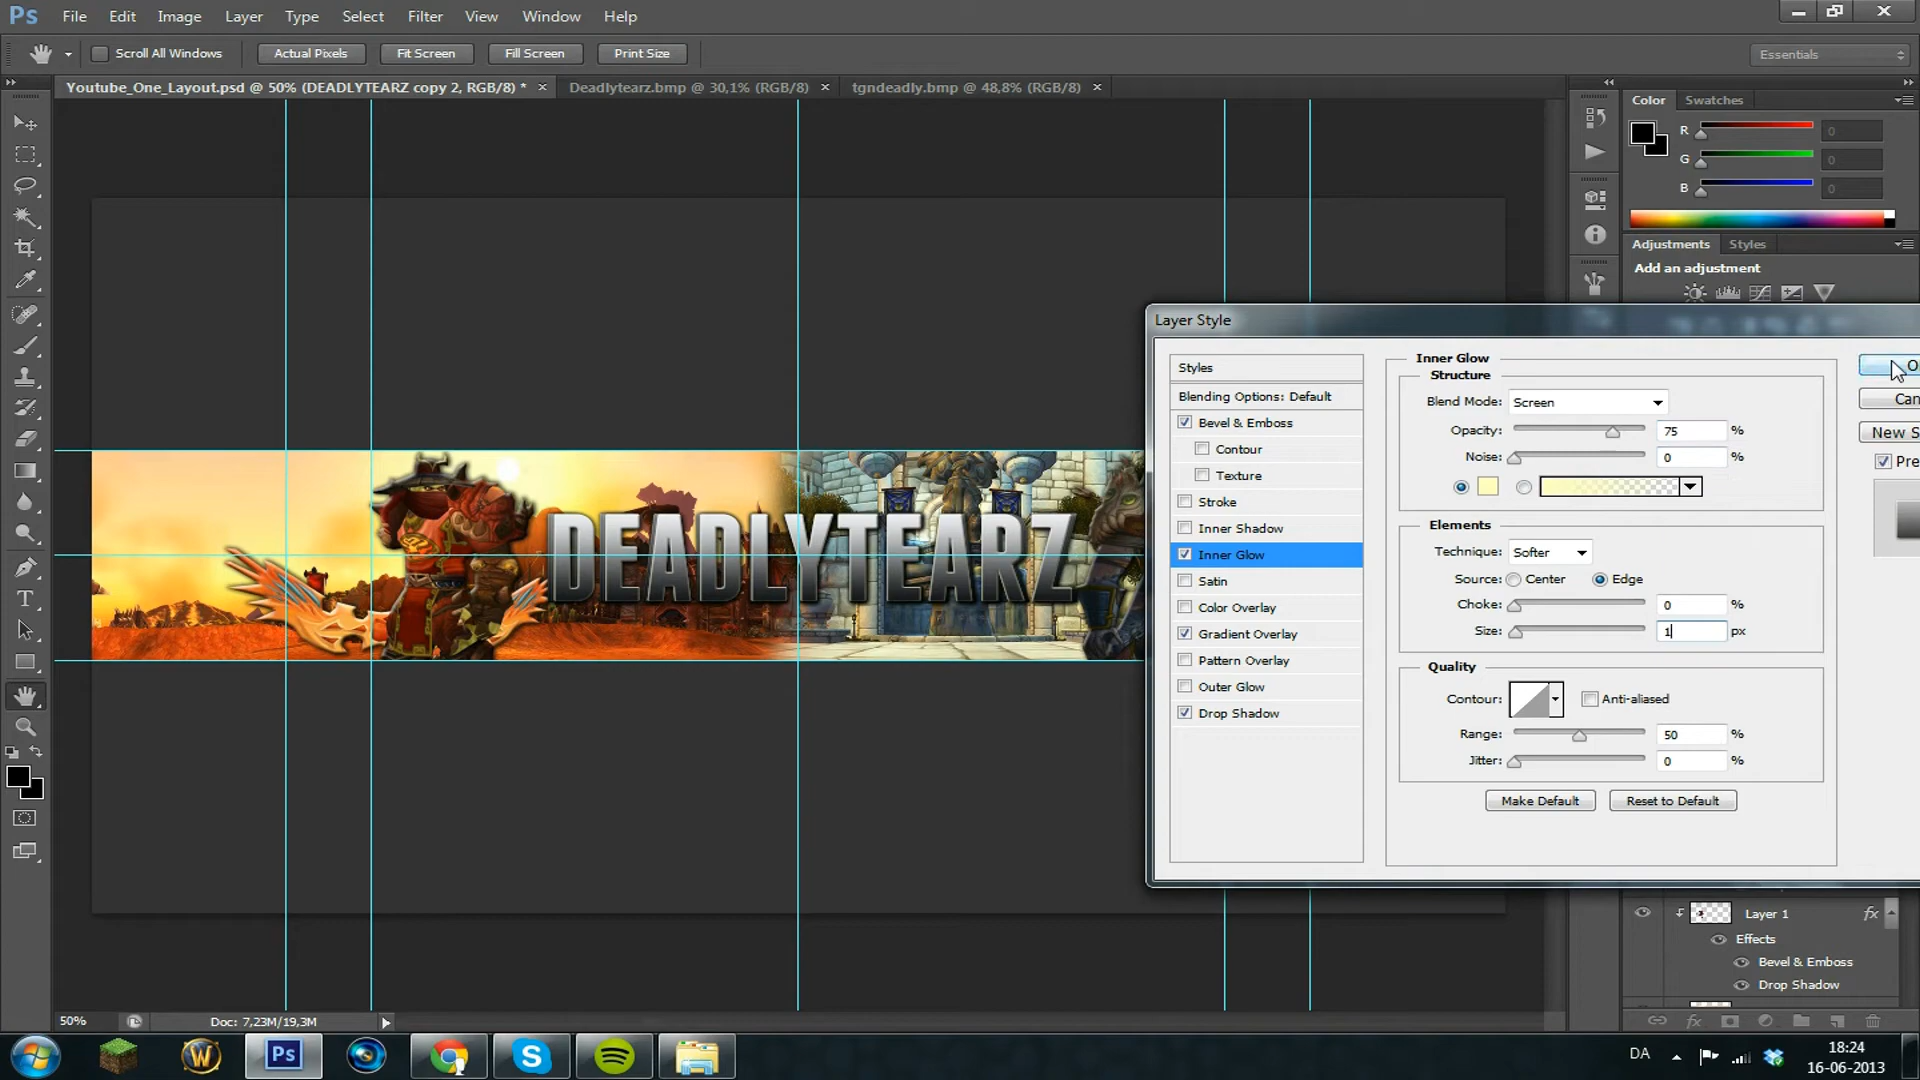 Ps File Edit Image Layer Type Select Filter View Window Help
Scroll All Windows Actual Pixels Fit Screen Fill Screen Print Size Essentials
Youtube_One_Layout.psd @ 50% (DEADLYTEARZ copy 2, RGB/8) * Deadlytearz.bmp @ 30,1% (RGB/8) tgndeadly.bmp @ 48,8% (RGB/8)
Color Swatches
R 0
G 0
B 0
Adjustments Styles
Add an adjustment
Layer Style
Styles
Blending Options: Default
Bevel & Emboss
Contour
Texture
Stroke
Inner Shadow
Inner Glow
Satin
Color Overlay
Gradient Overlay
Pattern Overlay
Outer Glow
Drop Shadow
Inner Glow
Structure
Blend Mode: Screen
Opacity: 75 %
Noise: 0 %
Elements
Technique: Softer
Source: Center Edge
Choke: 0 %
Size: 1 px
Quality
Contour: Anti-aliased
Range: 50 %
Jitter: 0 %
Make Default Reset to Default
O
Can
New S
Pre
DEADLYTEARZ
T
Layer 1 fx
Effects
Bevel & Emboss
Drop Shadow
fx
50% Doc: 7,23M/19,3M
W Ps S DA 18:24
16-06-2013